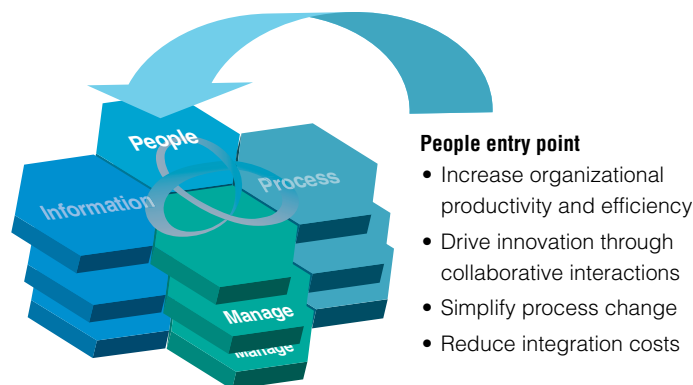 People
Process
Information
Manage
Manage
People entry point
• Increase organizational
productivity and efficiency
• Drive innovation through
collaborative interactions
• Simplify process change
• Reduce integration costs